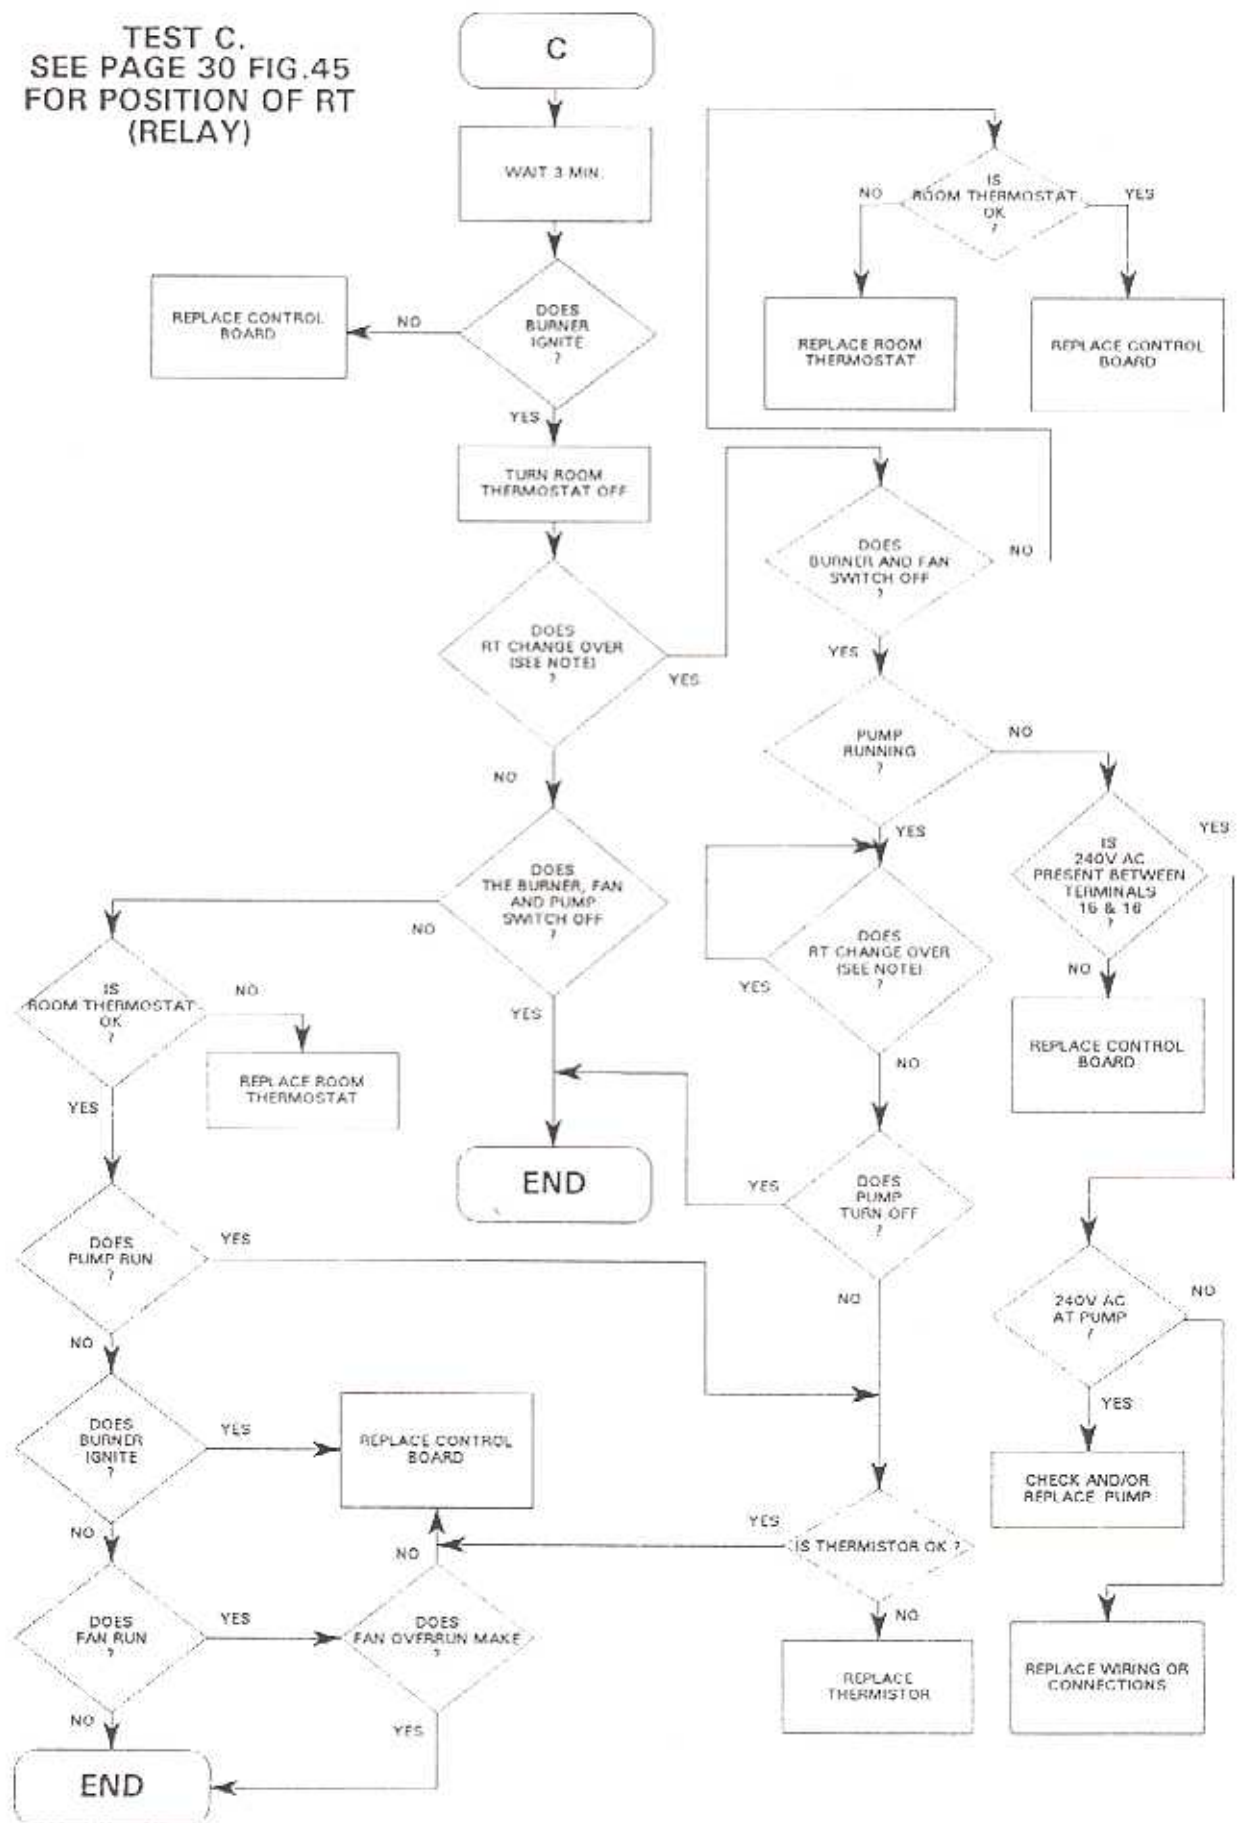 TEST C.
SEE PAGE 30 FIG.45
FOR POSITION OF RT
(RELAY)
C
WAIT 3 MIN.
DOES
BURNER
IGNITE
?
NO
REPLACE CONTROL
BOARD
YES
TURN ROOM
THERMOSTAT OFF
DOES
RT CHANGE OVER
(SEE NOTE)
?
YES
NO
IS
ROOM THERMOSTAT
OK
?
NO
YES
REPLACE ROOM
THERMOSTAT
REPLACE CONTROL
BOARD
DOES
BURNER AND FAN
SWITCH OFF
?
NO
YES
PUMP
RUNNING
?
NO
YES
IS
240V AC
PRESENT BETWEEN
TERMINALS
16 & 16
?
YES
NO
REPLACE CONTROL
BOARD
DOES
RT CHANGE OVER
(SEE NOTE)
?
YES
NO
DOES
THE BURNER, FAN
AND PUMP
SWITCH OFF
?
NO
YES
END
IS
ROOM THERMOSTAT
OK
?
NO
REPLACE ROOM
THERMOSTAT
YES
DOES
PUMP
TURN OFF
?
YES
NO
DOES
PUMP RUN
?
YES
NO
240V AC
AT PUMP
?
NO
YES
CHECK AND/OR
REPLACE PUMP
DOES
BURNER
IGNITE
?
YES
REPLACE CONTROL
BOARD
NO
IS THERMISTOR OK ?
YES
NO
REPLACE
THERMISTOR
REPLACE WIRING OR
CONNECTIONS
DOES
FAN RUN
?
YES
DOES
FAN OVERRUN MAKE
?
NO
YES
NO
END